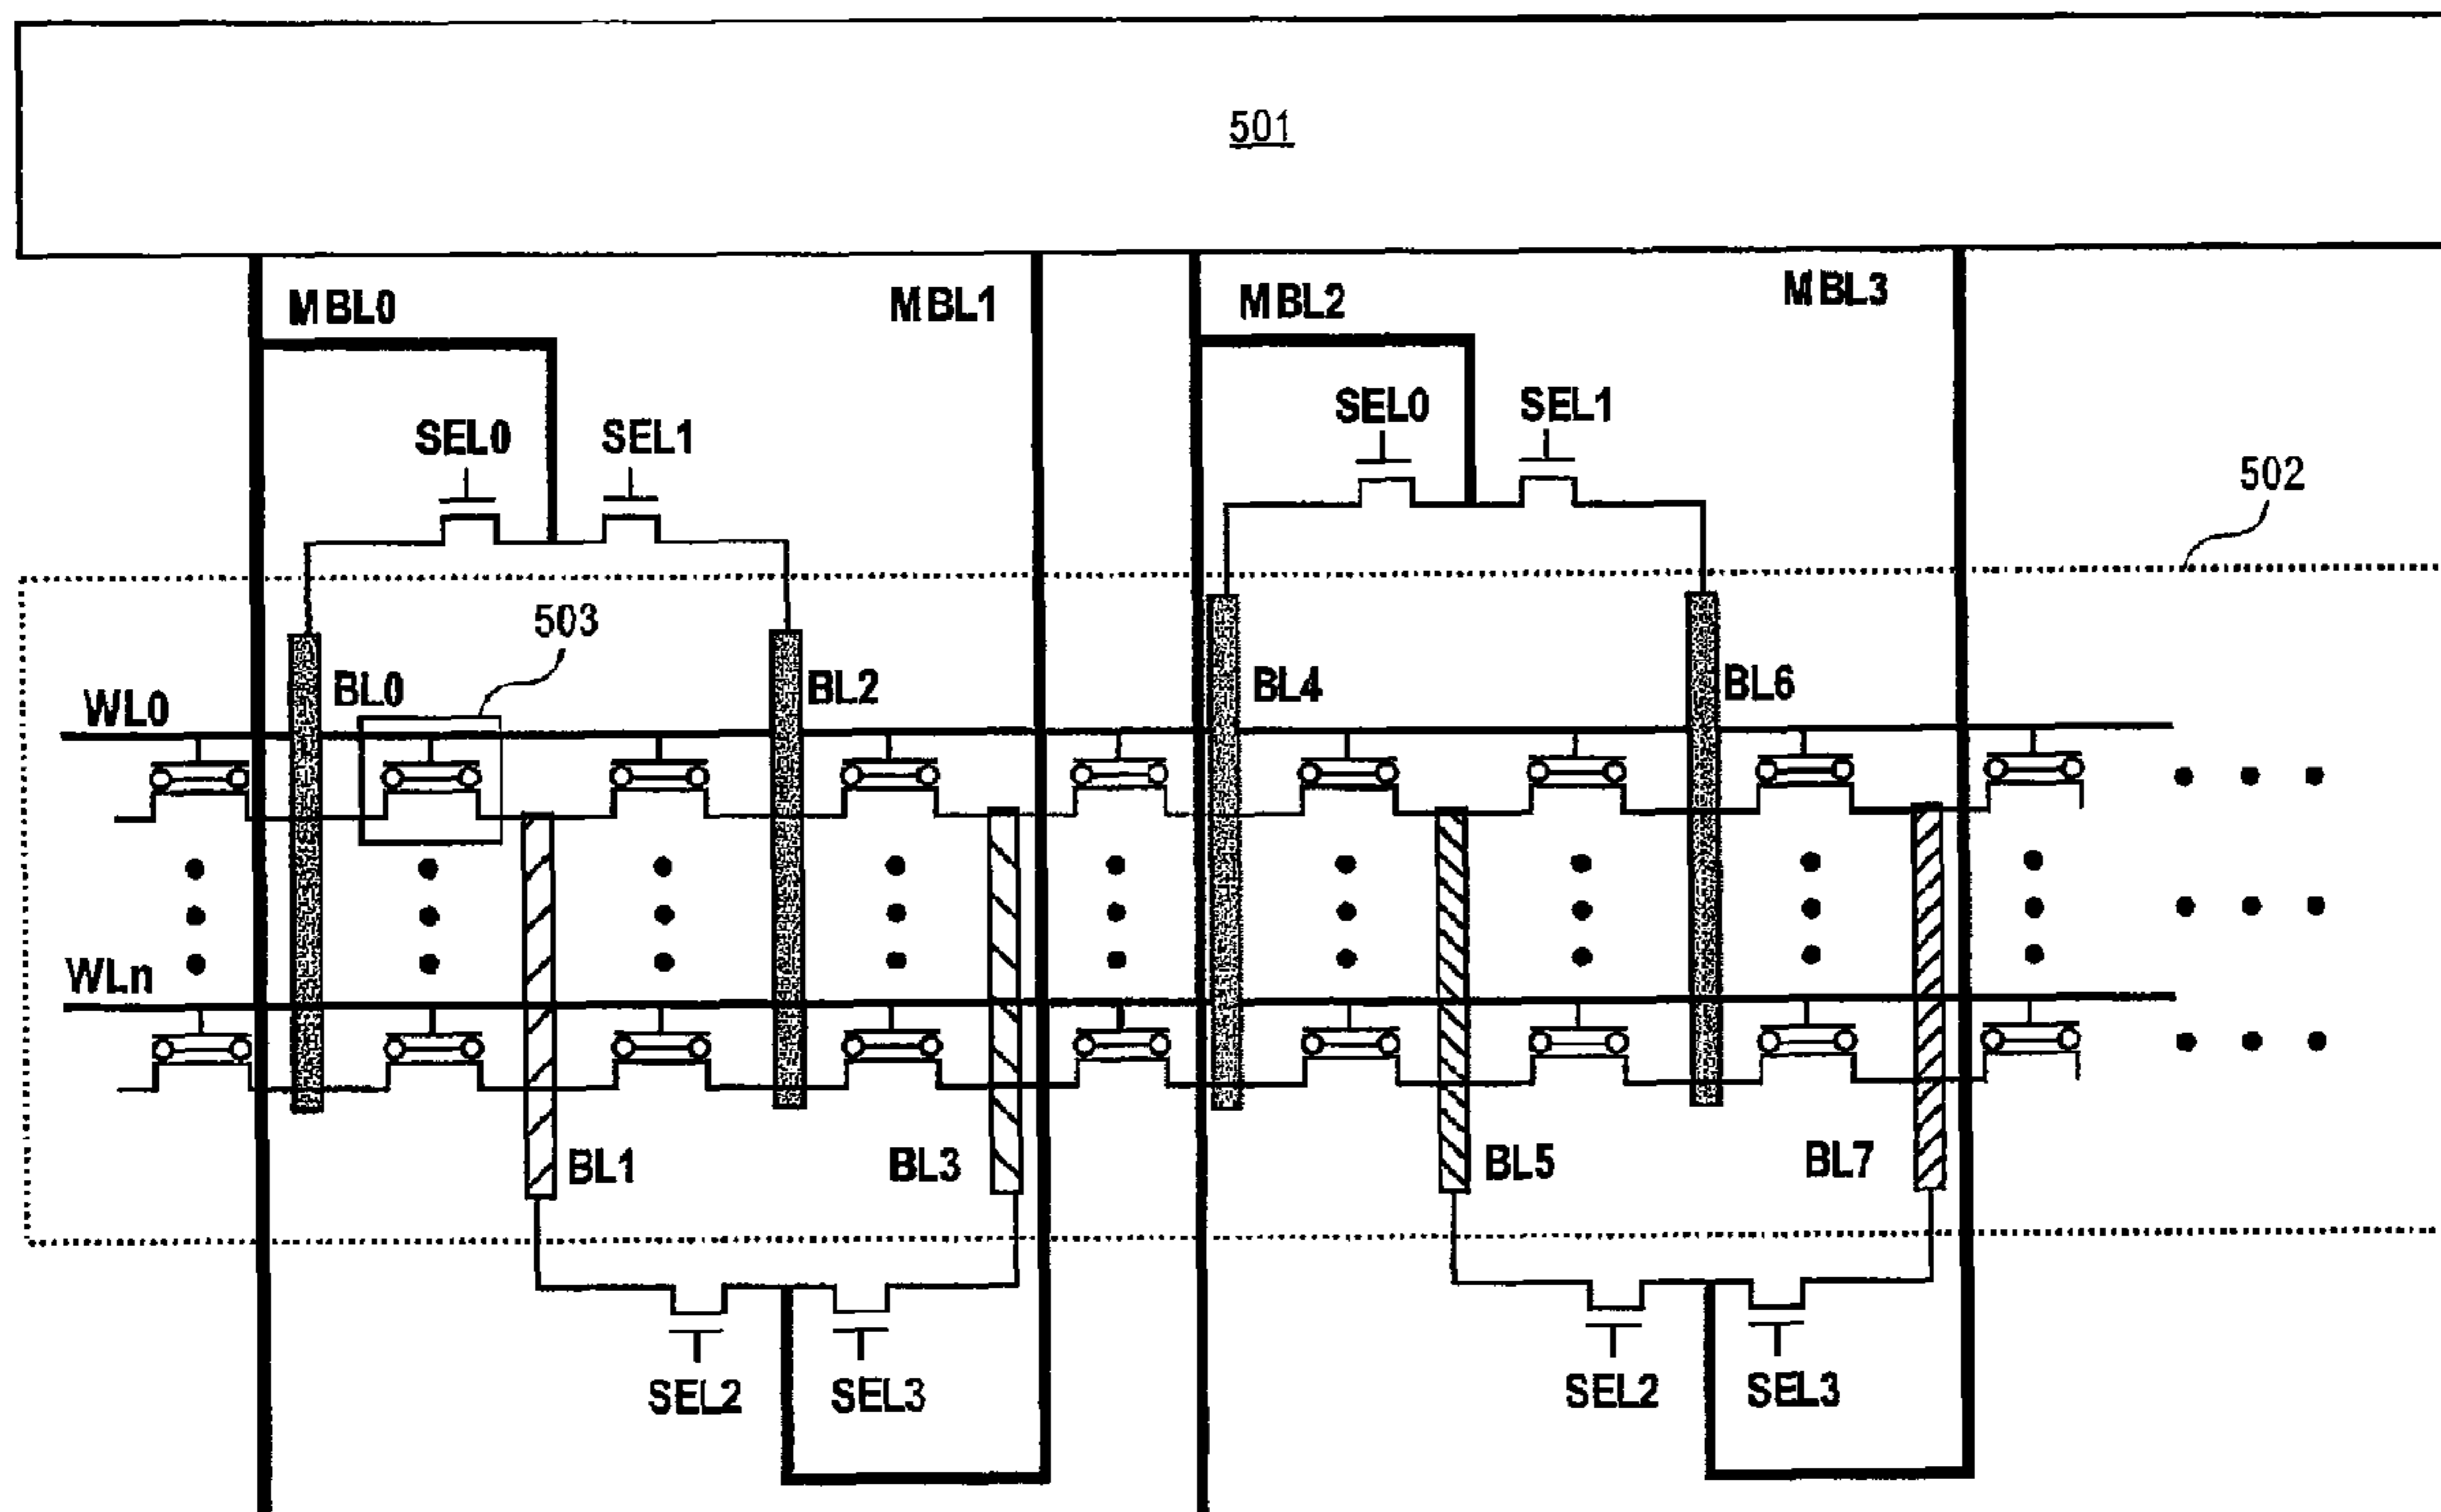 501
MBL0 MBL1 MBL2 MBL3
SEL0 SEL1 SEL0 SEL1
502
503
BL0 BL2 BL4 BL6
WL0
WLn
BL1 BL3 BL5 BL7
SEL2 SEL3 SEL2 SEL3